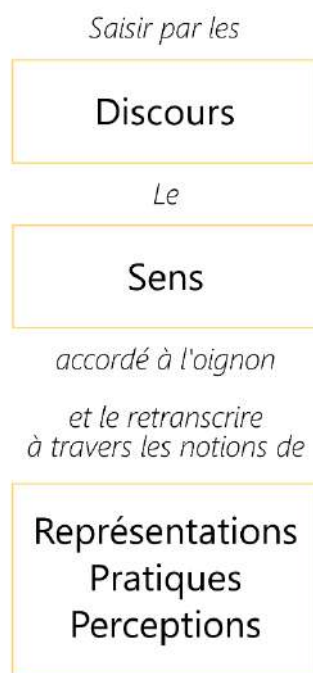 Saisir par les
Discours
Le
Sens
accordé à l'oignon
et le retranscrire
à travers les notions de
Représentations
Pratiques
Perceptions